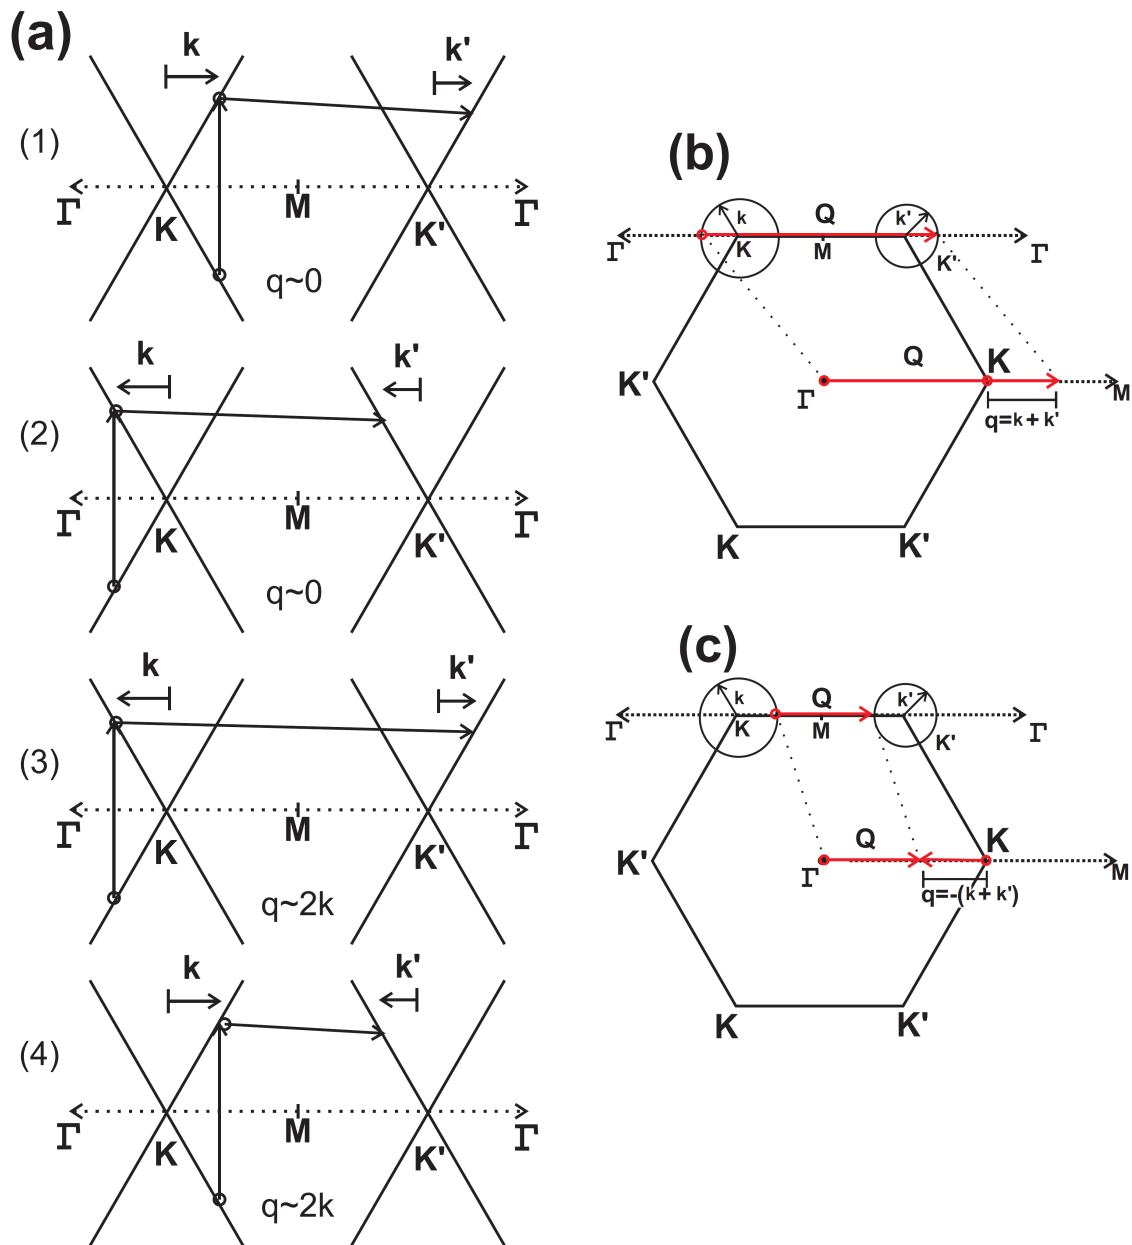 (a)
k k'
(1)
Γ K M K' Γ
q~0
k k'
(2)
Γ K M K' Γ
q~0
k k'
(3)
Γ K M K' Γ
q~2k
k k'
(4)
Γ K M K' Γ
q~2k
(b)
k Q k'
Γ K M K' Γ
Q K
K' Γ M
q=k + k'
K K'
(c)
k Q k'
Γ K M K' Γ
Q K
K' Γ M
q=-(k + k')
K K'